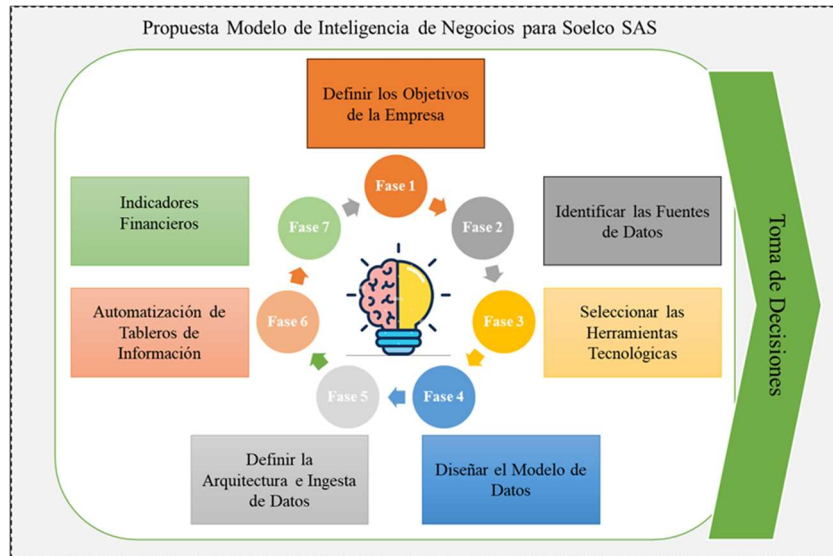 Propuesta Modelo de Inteligencia de Negocios para Soelco SAS
Definir los Objetivos
de la Empresa
Fase 1
Indicadores
Financieros
Fase 7
Fase 2
Identificar las Fuentes
de Datos
Toma de Decisiones
Automatización de
Tableros de
Información
Fase 6
Fase 3
Seleccionar las
Herramientas
Tecnológicas
Fase 5
Fase 4
Definir la
Arquitectura e Ingesta
de Datos
Diseñar el Modelo de
Datos